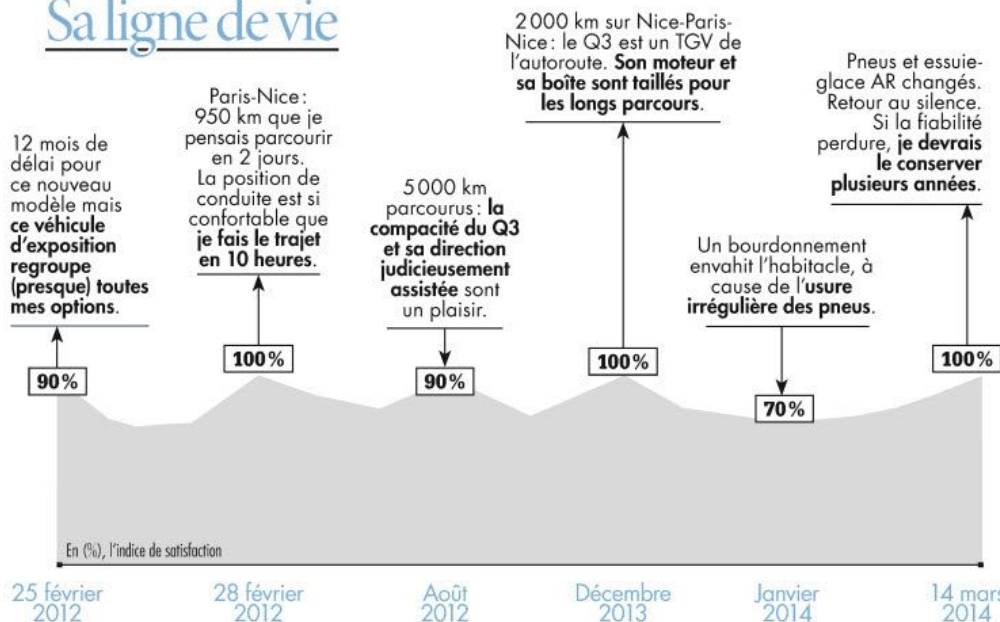 Sa ligne de vie
12 mois de
délai pour
ce nouveau
modèle mais
ce véhicule
d'exposition
regroupe
(presque) toutes
mes options.
90%
Paris-Nice:
950 km que je
pensais parcourir
en 2 jours.
La position de
conduite est si
confortable que
je fais le trajet
en 10 heures.
100%
5000 km
parcourus: la
compacité du Q3
et sa direction
judicieusement
assistée sont
un plaisir.
90%
2000 km sur Nice-Paris-
Nice: le Q3 est un TGV de
l'autoroute. Son moteur et
sa boîte sont taillés pour
les longs parcours.
100%
Un bourdonnement
envahit l'habitacle, à
cause de l'usure
irrégulière des pneus.
70%
Pneus et essuie-
glace AR changés.
Retour au silence.
Si la fiabilité
perdure, je devrais
le conserver
plusieurs années.
100%
En (%), l'indice de satisfaction
25 février
2012
28 février
2012
Août
2012
Décembre
2013
Janvier
2014
14 mars
2014